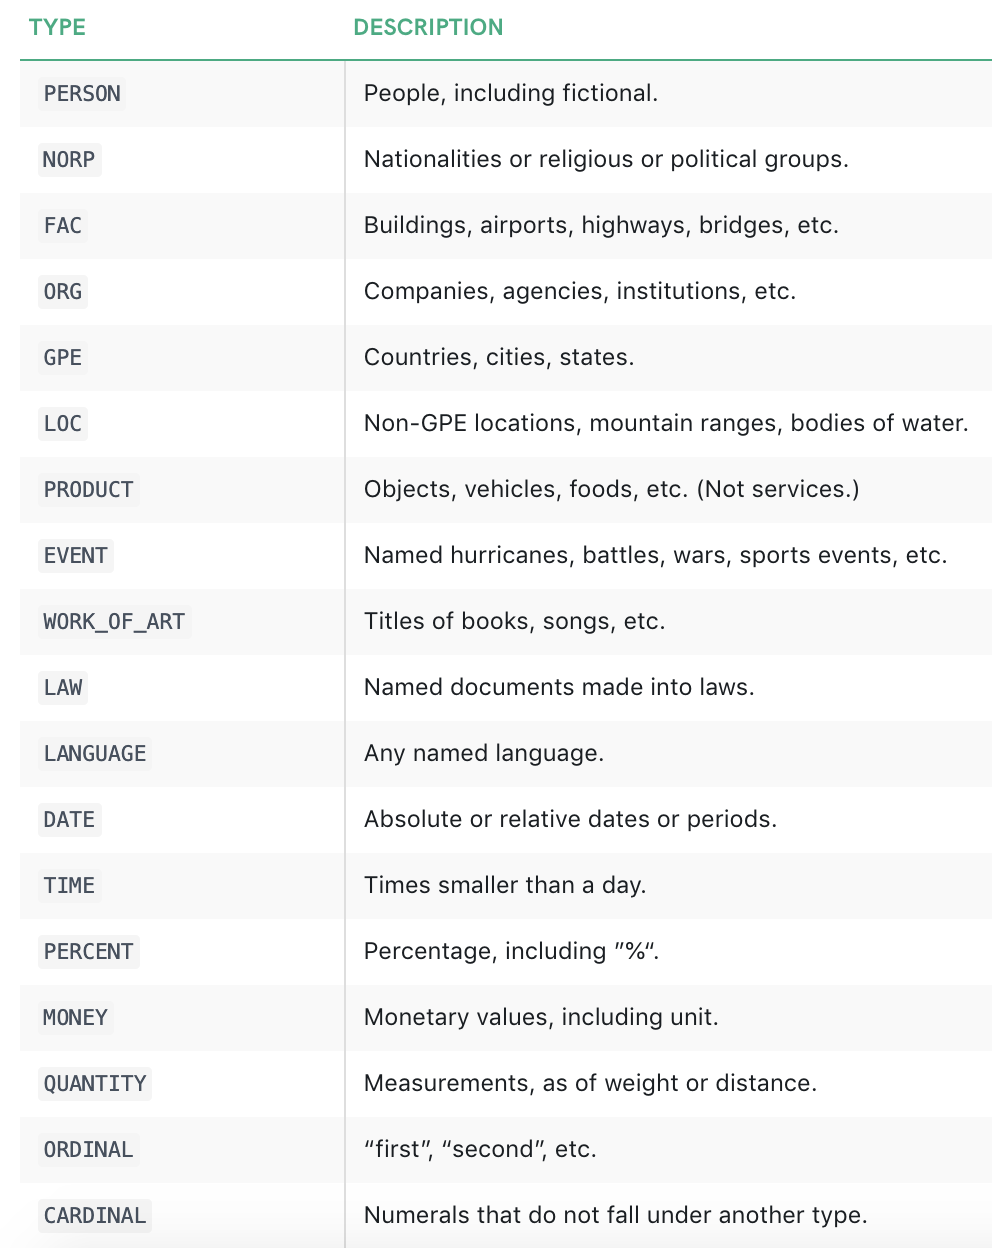 TYPE DESCRIPTION
PERSON People, including fictional.
NORP Nationalities or religious or political groups.
FAC Buildings, airports, highways, bridges, etc.
ORG Companies, agencies, institutions, etc.
GPE Countries, cities, states.
LOC Non-GPE locations, mountain ranges, bodies of water.
PRODUCT Objects, vehicles, foods, etc. (Not services.)
EVENT Named hurricanes, battles, wars, sports events, etc.
WORK_OF_ART Titles of books, songs, etc.
LAW Named documents made into laws.
LANGUAGE Any named language.
DATE Absolute or relative dates or periods.
TIME Times smaller than a day.
PERCENT Percentage, including ”%“.
MONEY Monetary values, including unit.
QUANTITY Measurements, as of weight or distance.
ORDINAL “first”, “second”, etc.
CARDINAL Numerals that do not fall under another type.